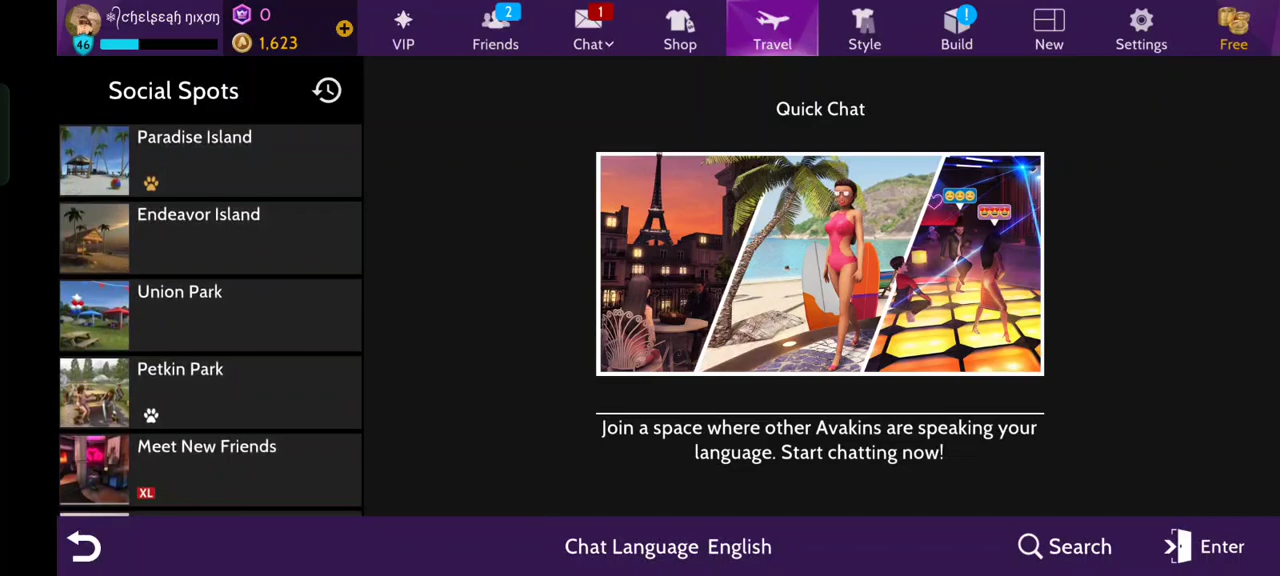 ❄ᥫchelseah nixon
46
0
1,623
VIP
2
Friends
1
Chat
Shop
Travel
Style
!
Build
New
Settings
Free
Social Spots
Paradise Island
Endeavor Island
Union Park
Petkin Park
Meet New Friends
XL
Quick Chat
Join a space where other Avakins are speaking your
language. Start chatting now!
Chat Language English
Search
Enter